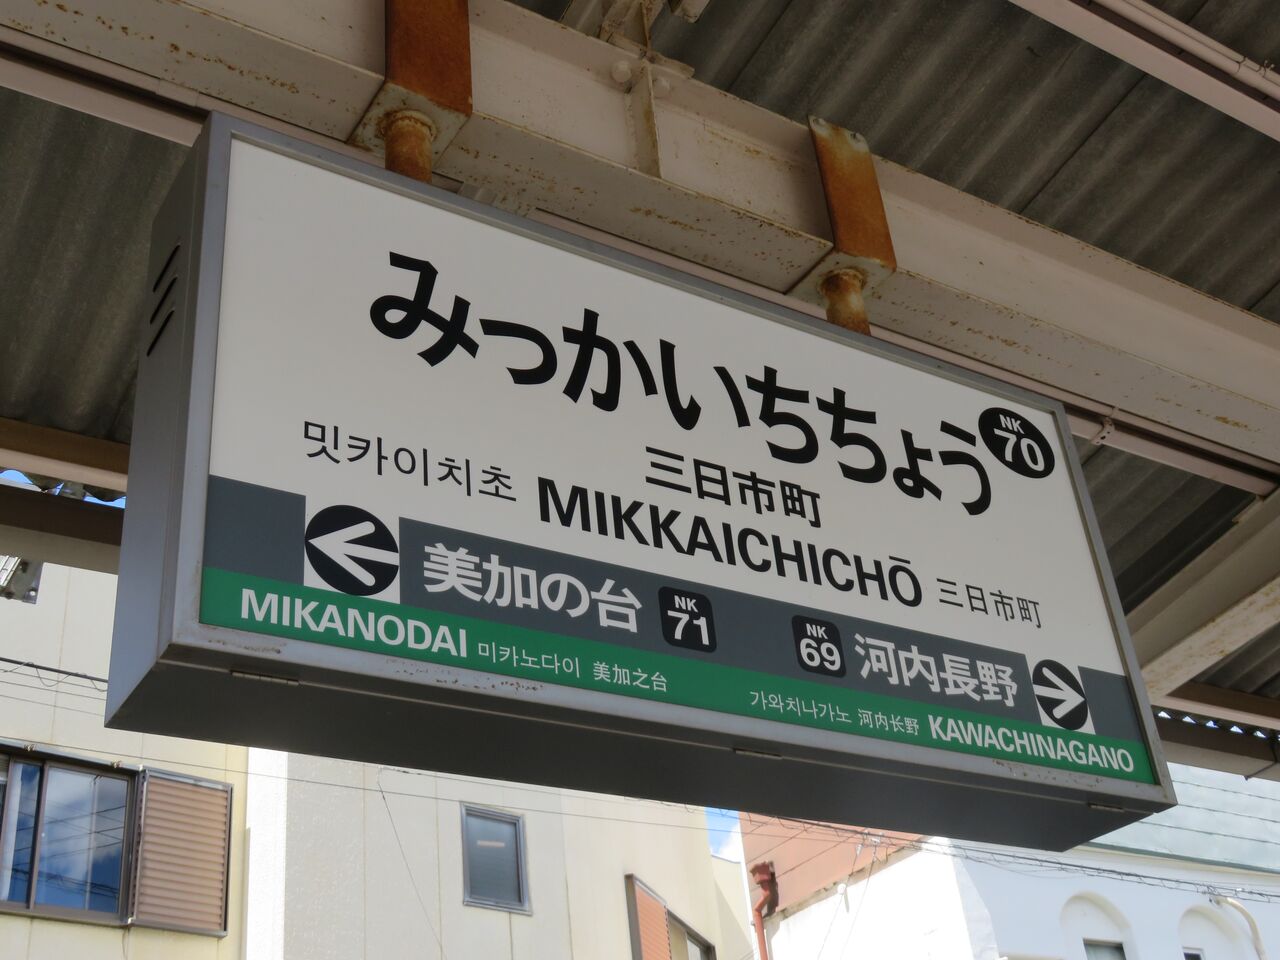 みっかいちちょう
NK
70
밋카이치초
三日市町
MIKKAICHICHŌ
三日市町
美加の台
NK
71
NK
69
河内長野
MIKANODAI 미카노다이 美加之台
가와치나가노 河内长野 KAWACHINAGANO